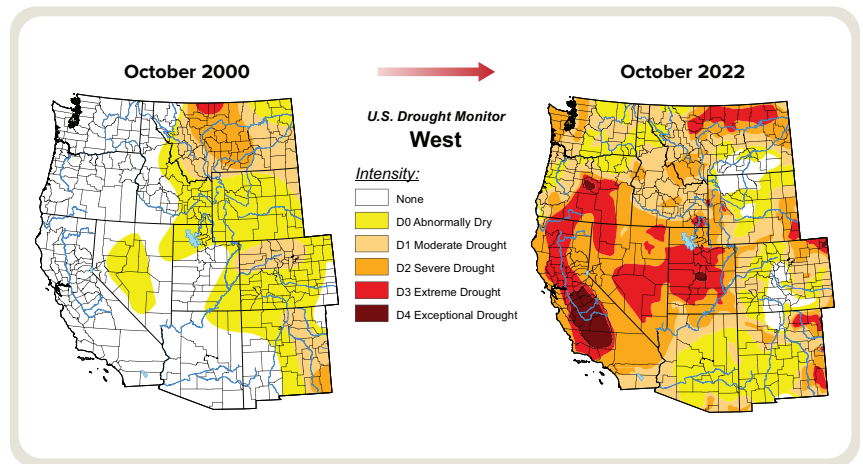 October 2000
October 2022
U.S. Drought Monitor
West
Intensity:
None
D0 Abnormally Dry
D1 Moderate Drought
D2 Severe Drought
D3 Extreme Drought
D4 Exceptional Drought